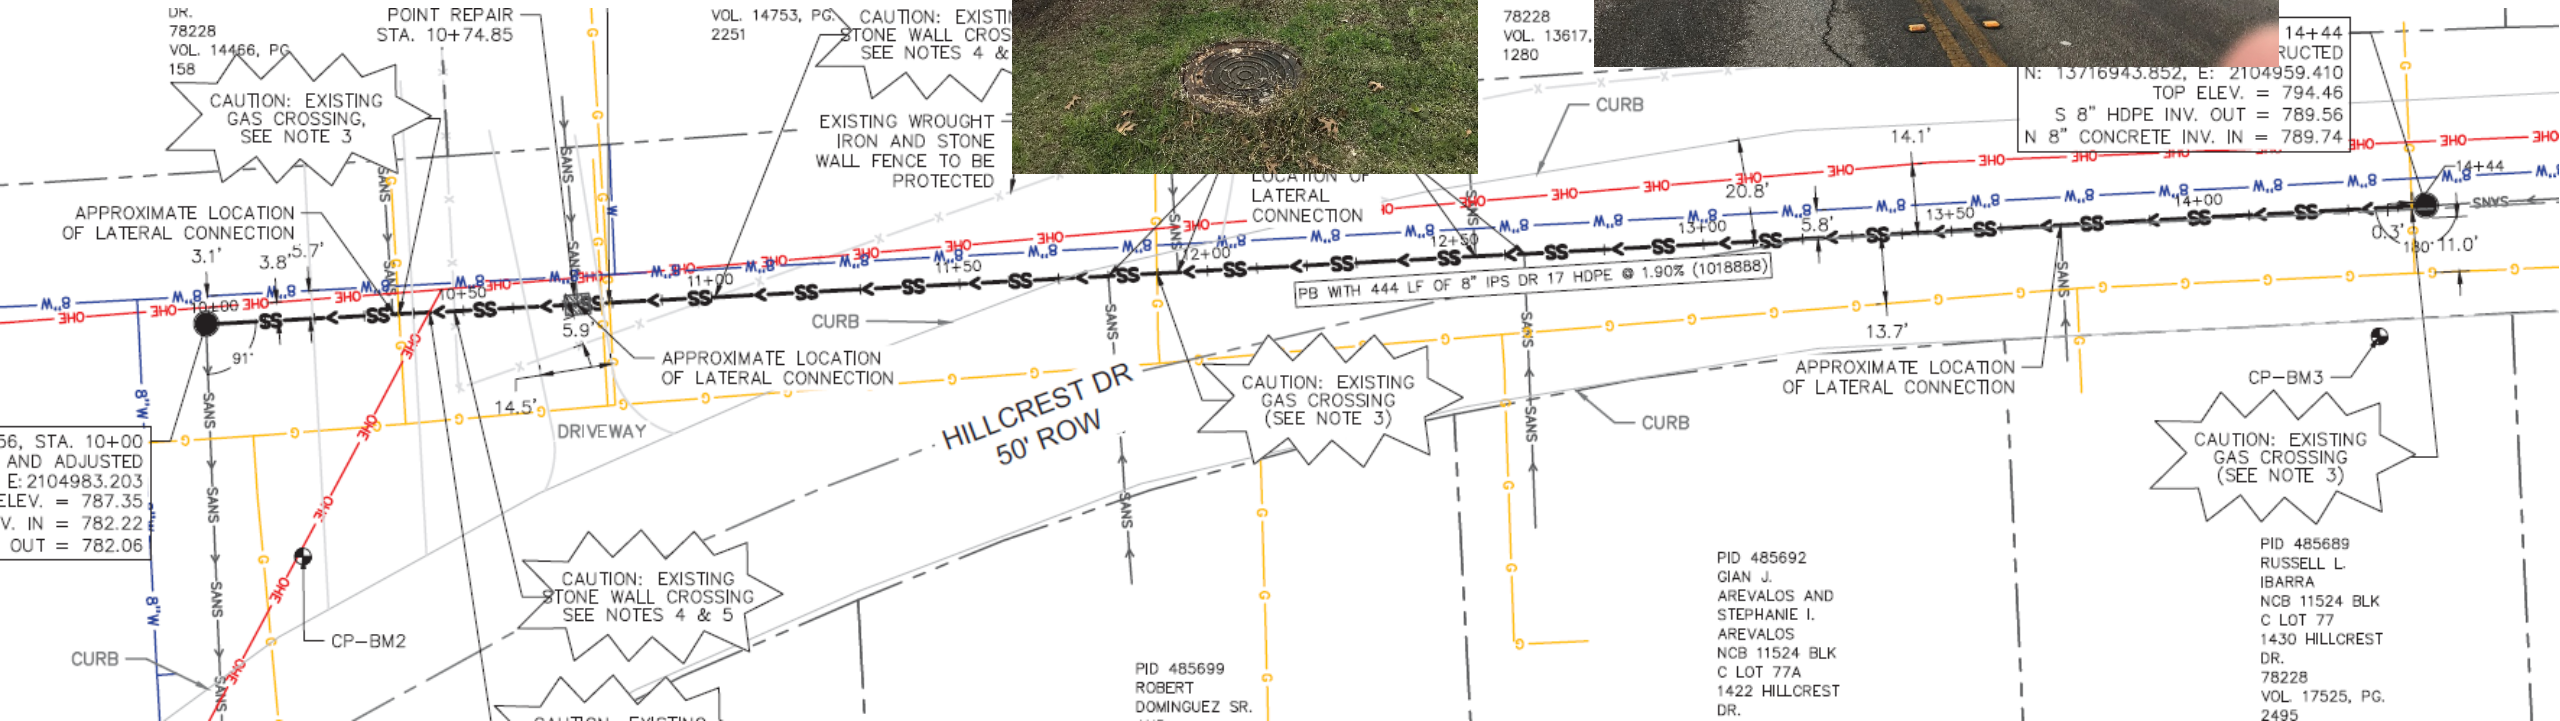 DR.
78228
VOL. 14466, PG.
158
POINT REPAIR
STA. 10+74.85
VOL. 14753, PG.
2251
CAUTION: EXISTI
STONE WALL CROS
SEE NOTES 4 &
78228
VOL. 13617,
1280
14+44
RUCTED
N: 13716943.852, E: 2104959.410
TOP ELEV. = 794.46
S 8" HDPE INV. OUT = 789.56
N 8" CONCRETE INV. IN = 789.74
CAUTION: EXISTING
GAS CROSSING,
SEE NOTE 3
EXISTING WROUGHT
IRON AND STONE
WALL FENCE TO BE
PROTECTED
CURB
14.1'
20.8'
APPROXIMATE LOCATION
OF LATERAL CONNECTION
LOCATION OF
LATERAL
CONNECTION
3.1'
3.8'
5.7'
5.8'
14+44
0.3'
180°
11.0'
10+00
10+50
11+00
11+50
12+00
12+50
13+00
13+50
14+00
PB WITH 444 LF OF 8" IPS DR 17 HDPE @ 1.90% (1018888)
91°
5.9'
14.5'
13.7'
CURB
APPROXIMATE LOCATION
OF LATERAL CONNECTION
DRIVEWAY
HILLCREST DR
50' ROW
CAUTION: EXISTING
GAS CROSSING
(SEE NOTE 3)
CURB
APPROXIMATE LOCATION
OF LATERAL CONNECTION
CP-BM3
CAUTION: EXISTING
GAS CROSSING
(SEE NOTE 3)
56, STA. 10+00
AND ADJUSTED
E:2104983.203
ELEV. = 787.35
V. IN = 782.22
OUT = 782.06
CAUTION: EXISTING
STONE WALL CROSSING
SEE NOTES 4 & 5
CP-BM2
CURB
CAUTION: EXISTING
PID 485699
ROBERT
DOMINGUEZ SR.
PID 485692
GIAN J.
AREVALOS AND
STEPHANIE I.
AREVALOS
NCB 11524 BLK
C LOT 77A
1422 HILLCREST
DR.
PID 485689
RUSSELL L.
IBARRA
NCB 11524 BLK
C LOT 77
1430 HILLCREST
DR.
78228
VOL. 17525, PG.
2495
SANS
SS
OHE
8"W
G